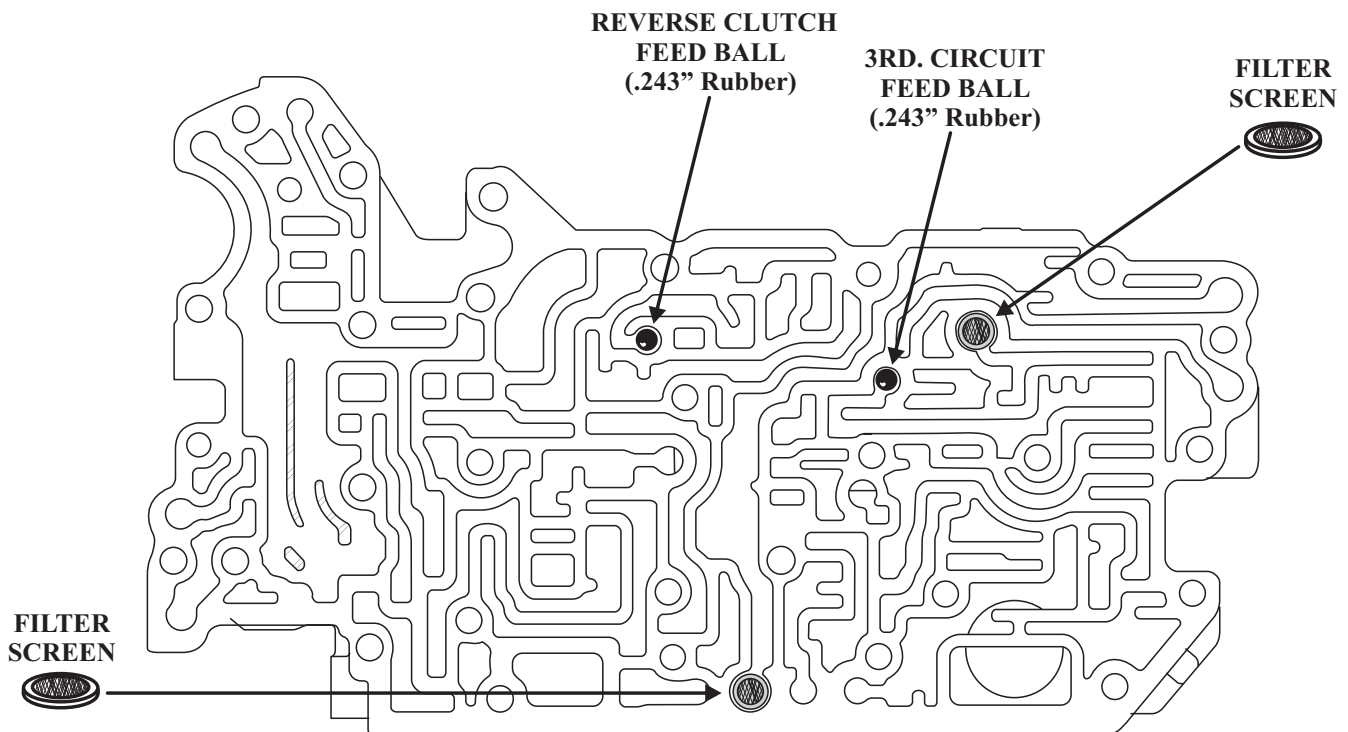 REVERSE CLUTCH
FEED BALL
(.243” Rubber)
3RD. CIRCUIT
FEED BALL
(.243” Rubber)
FILTER
SCREEN
FILTER
SCREEN